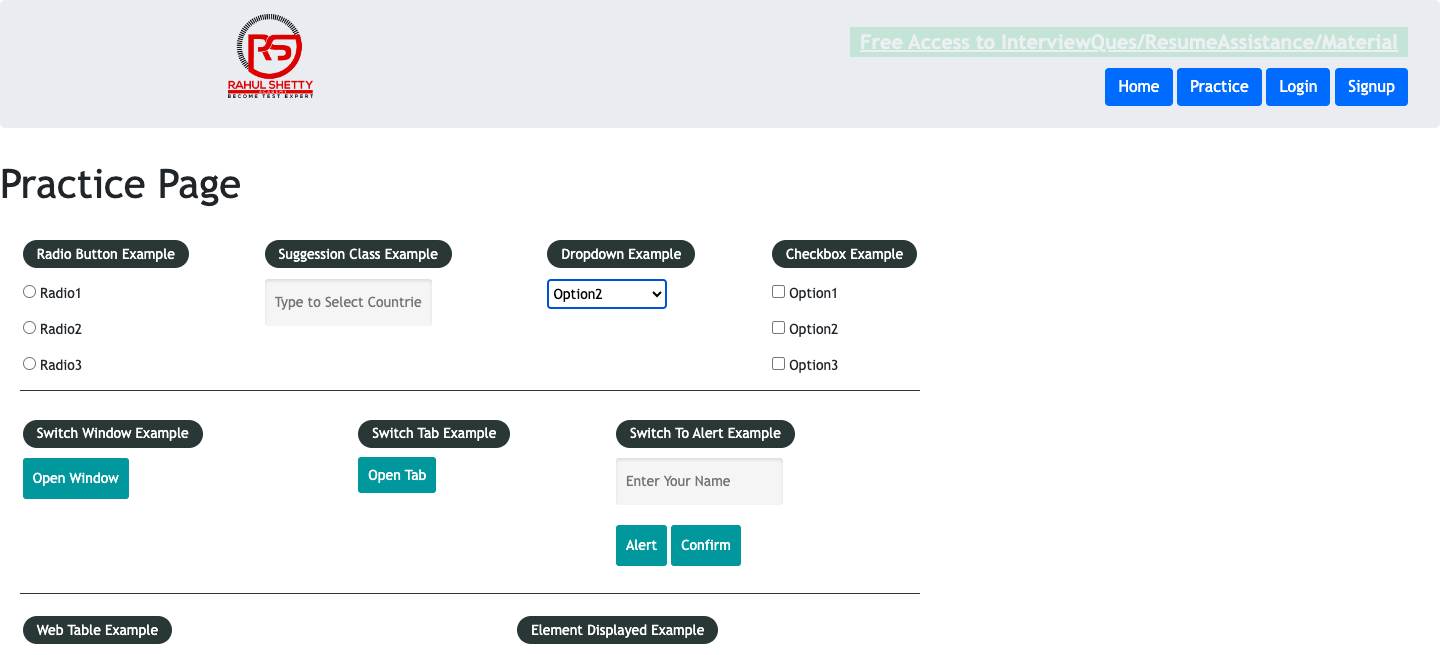 RS
RAHUL SHETTY
ACADEMY
BECOME TEST EXPERT
Free Access to InterviewQues/ResumeAssistance/Material
Home Practice Login Signup
Practice Page
Radio Button Example
Radio1
Radio2
Radio3
Suggession Class Example
Type to Select Countrie
Dropdown Example
Option2
Checkbox Example
Option1
Option2
Option3
Switch Window Example
Open Window
Switch Tab Example
Open Tab
Switch To Alert Example
Enter Your Name
Alert Confirm
Web Table Example
Element Displayed Example